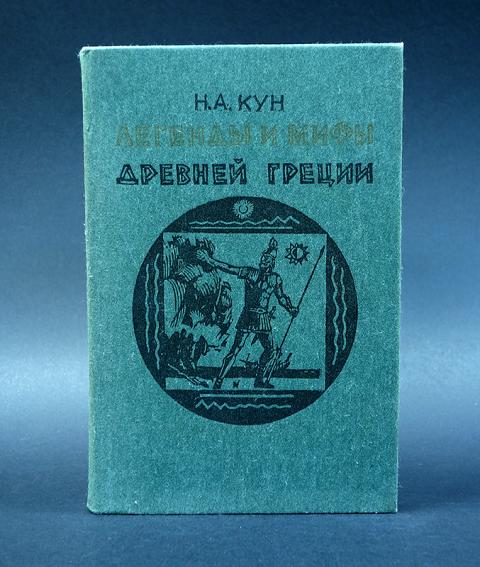 Н.А. КУН
ЛЕГЕНДЫ И МИФЫ
ДРЕВНЕЙ ГРЕЦИИ